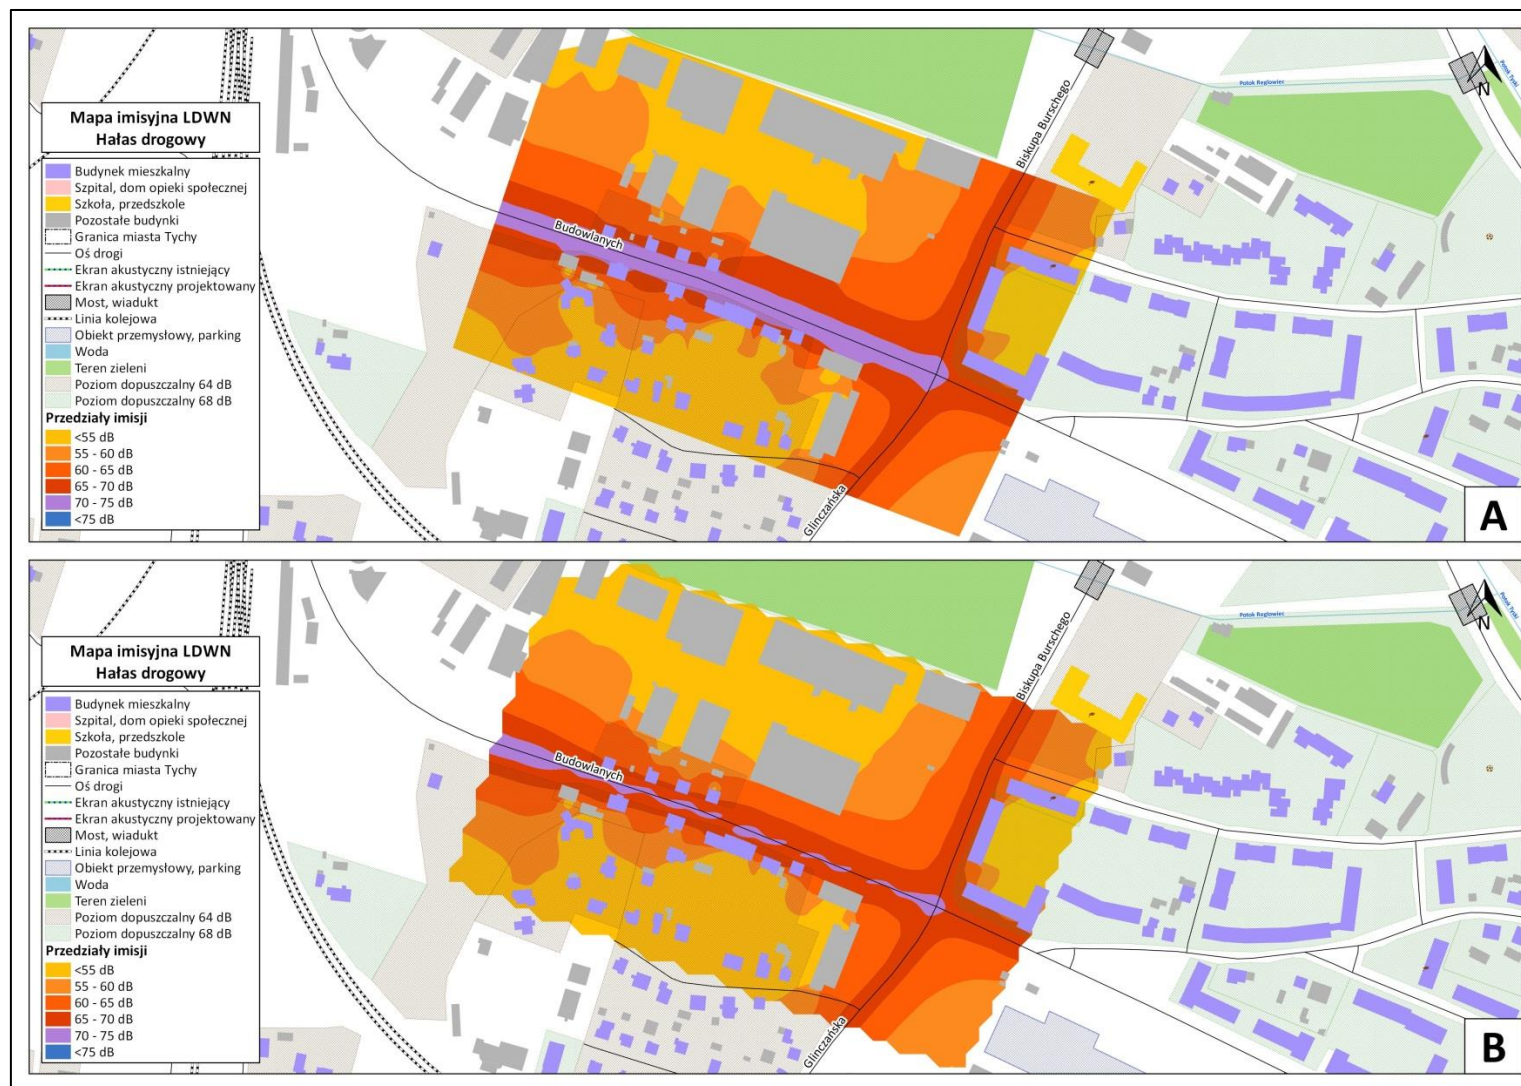 Mapa imisyjna LDWN
Hałas drogowy
Budynek mieszkalny
Szpital, dom opieki społecznej
Szkoła, przedszkole
Pozostałe budynki
Granica miasta Tychy
Oś drogi
Ekran akustyczny istniejący
Ekran akustyczny projektowany
Most, wiadukt
Linia kolejowa
Obiekt przemysłowy, parking
Woda
Teren zieleni
Poziom dopuszczalny 64 dB
Poziom dopuszczalny 68 dB
Przedziały imisji
<55 dB
55 - 60 dB
60 - 65 dB
65 - 70 dB
70 - 75 dB
<75 dB
Budowlanych
Biskupa Burschego
Glinczańska
Potok Tyski
N
A
Mapa imisyjna LDWN
Hałas drogowy
Budynek mieszkalny
Szpital, dom opieki społecznej
Szkoła, przedszkole
Pozostałe budynki
Granica miasta Tychy
Oś drogi
Ekran akustyczny istniejący
Ekran akustyczny projektowany
Most, wiadukt
Linia kolejowa
Obiekt przemysłowy, parking
Woda
Teren zieleni
Poziom dopuszczalny 64 dB
Poziom dopuszczalny 68 dB
Przedziały imisji
<55 dB
55 - 60 dB
60 - 65 dB
65 - 70 dB
70 - 75 dB
<75 dB
Budowlanych
Biskupa Burschego
Glinczańska
Potok Tyski
N
B